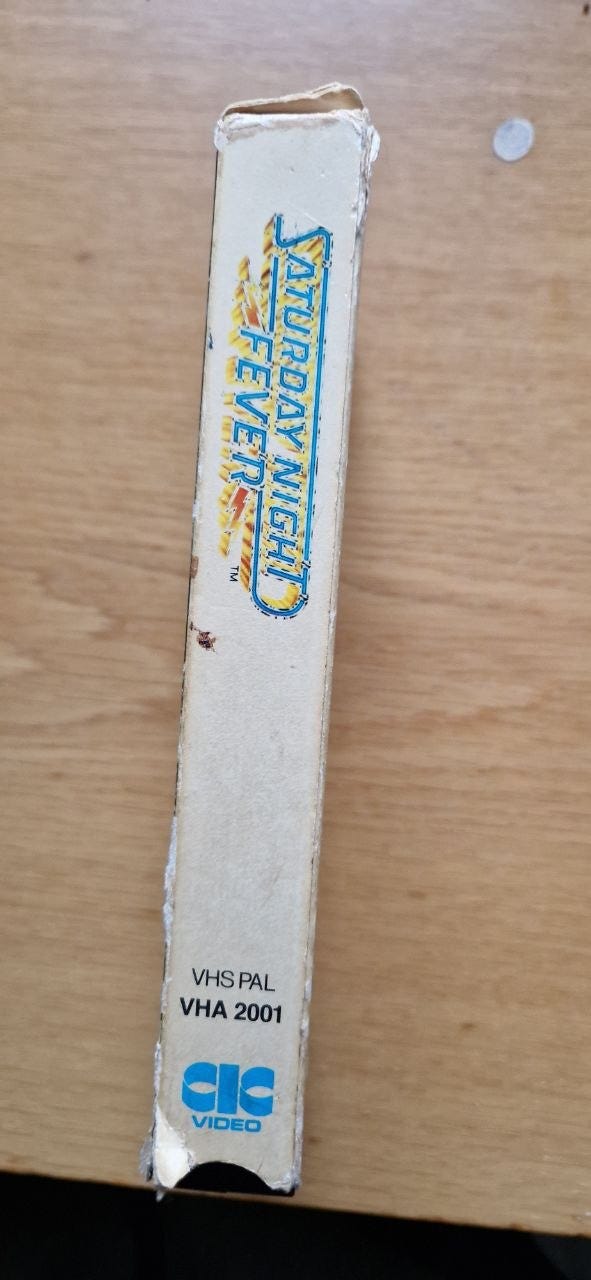 SATURDAY NIGHT
FEVER
TM
VHS PAL
VHA 2001
CIC
VIDEO